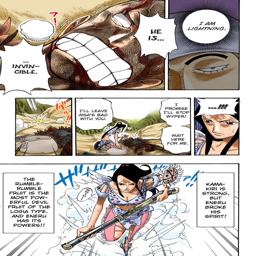 I AM
LIGHTNING.
HE
IS...
...
INVIN-
CIBLE.
...!!!
I
PROMISE
I'LL STOP
WYPER!
WAIT
HERE FOR
ME.
I'LL LEAVE
AISA'S BAG
WITH YOU.
KAMA-
KIRI IS
STRONG,
BUT
ENERU
BROKE
HIS
SPIRIT!
THE
RUMBLE-
RUMBLE
FRUIT IS THE
MOST POW-
ERFUL DEVIL
FRUIT OF THE
LOGIA TYPE,
AND ENERU
HAS ITS
POWERS!!